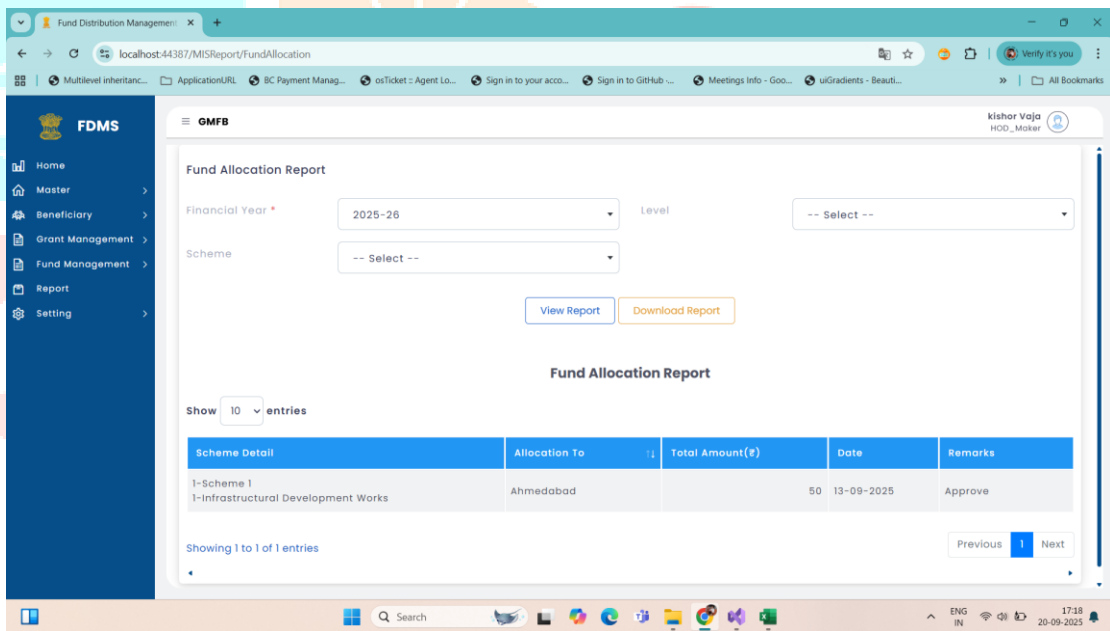 Fund Distribution Management
localhost:44387/MISReport/FundAllocation
Verify it's you
Multilevel inheritanc... ApplicationURL BC Payment Manag... osTicket :: Agent Lo... Sign in to your acco... Sign in to GitHub ·... Meetings Info - Goo... uiGradients - Beauti... » All Bookmarks
FDMS
GMFB
kishor Vaja
HOD_Maker
Home
Master
Beneficiary
Grant Management
Fund Management
Report
Setting
Fund Allocation Report
Financial Year * 2025-26 Level -- Select --
Scheme -- Select --
View Report Download Report
Fund Allocation Report
Show 10 entries
Scheme Detail Allocation To Total Amount(₹) Date Remarks
1-Scheme 1
1-Infrastructural Development Works Ahmedabad 50 13-09-2025 Approve
Showing 1 to 1 of 1 entries
Previous 1 Next
Search
ENG
IN
17:18
20-09-2025